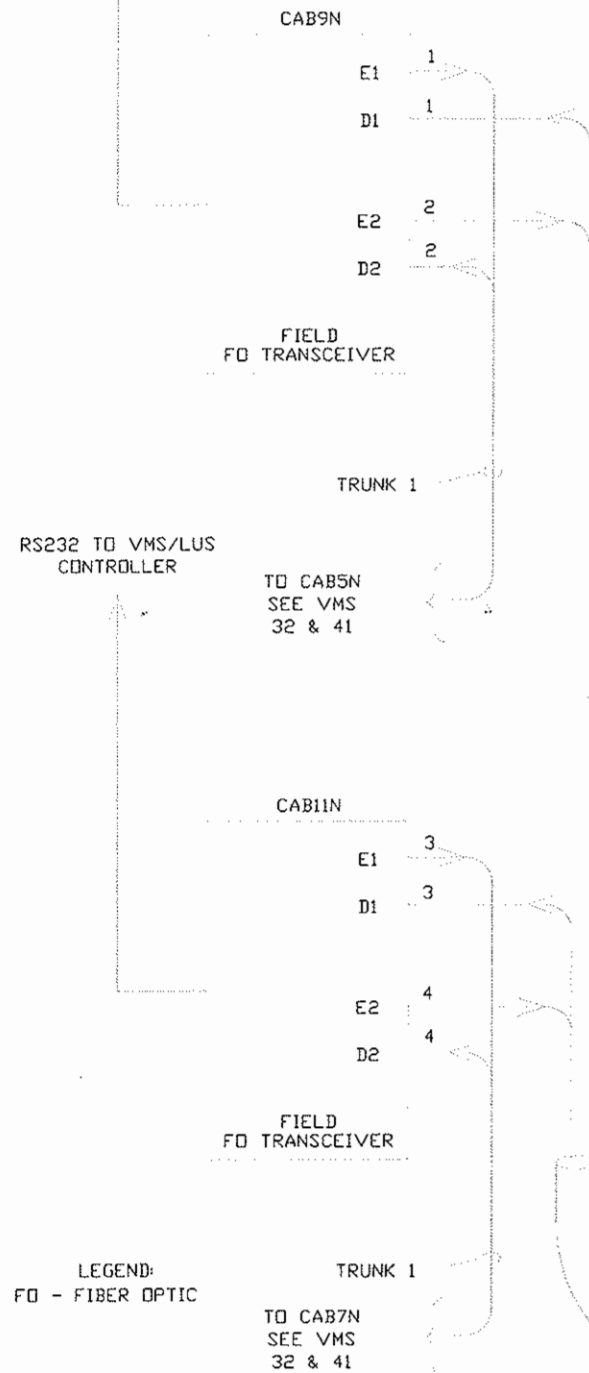 CAB9N
E1 1
D1 1
E2 2
D2 2
FIELD
FO TRANSCEIVER
TRUNK 1
RS232 TO VMS/LUS
CONTROLLER
TO CAB5N
SEE VMS
32 & 41
CAB11N
E1 3
D1 3
E2 4
D2 4
FIELD
FO TRANSCEIVER
LEGEND:
FO - FIBER OPTIC
TRUNK 1
TO CAB7N
SEE VMS
32 & 41